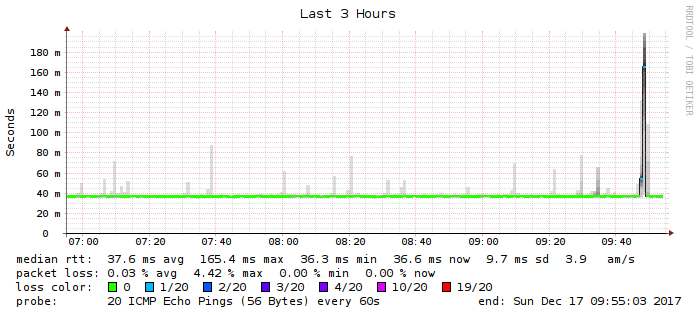 Last 3 Hours
RRDTOOL / TOBI OETIKER
Seconds
180 m
160 m
140 m
120 m
100 m
80 m
60 m
40 m
20 m
0
07:00 07:20 07:40 08:00 08:20 08:40 09:00 09:20 09:40
median rtt: 37.6 ms avg 165.4 ms max 36.3 ms min 36.6 ms now 9.7 ms sd 3.9 am/s
packet loss: 0.03 % avg 4.42 % max 0.00 % min 0.00 % now
loss color: 0 1/20 2/20 3/20 4/20 10/20 19/20
probe: 20 ICMP Echo Pings (56 Bytes) every 60s end: Sun Dec 17 09:55:03 2017